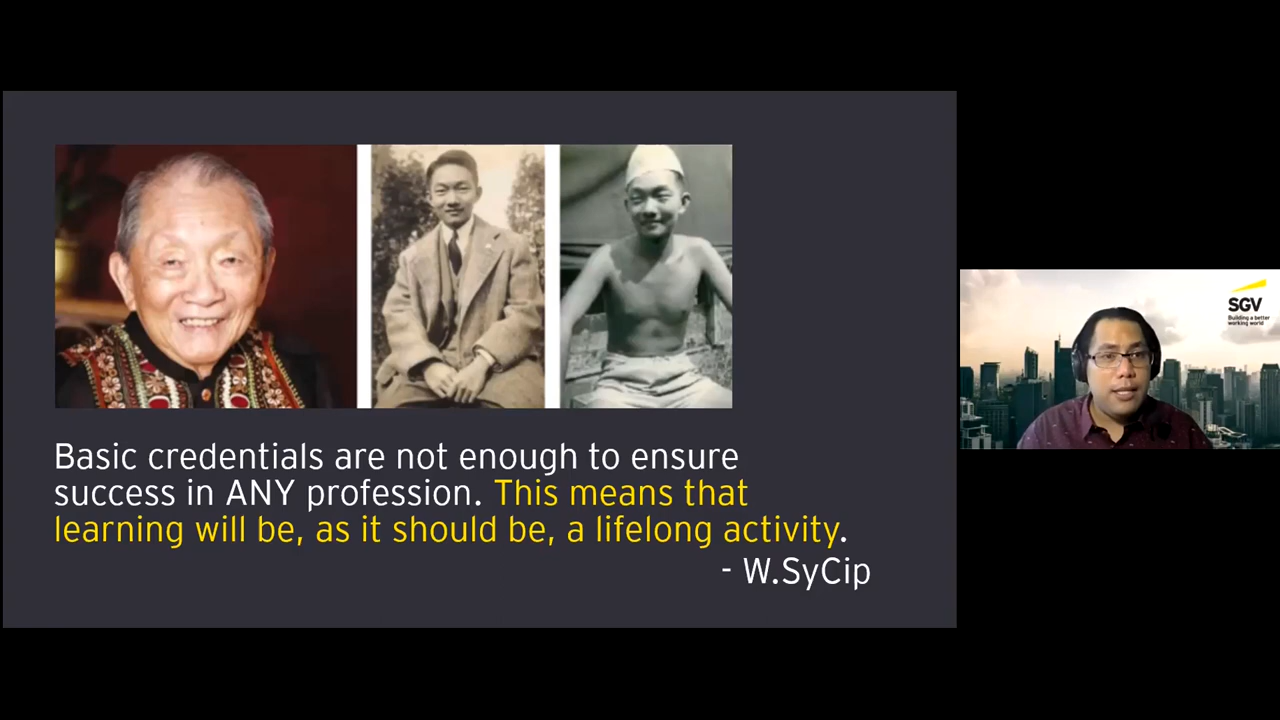 Basic credentials are not enough to ensure
success in ANY profession. This means that
learning will be, as it should be, a lifelong activity.
- W.SyCip
SGV
Building a better
working world